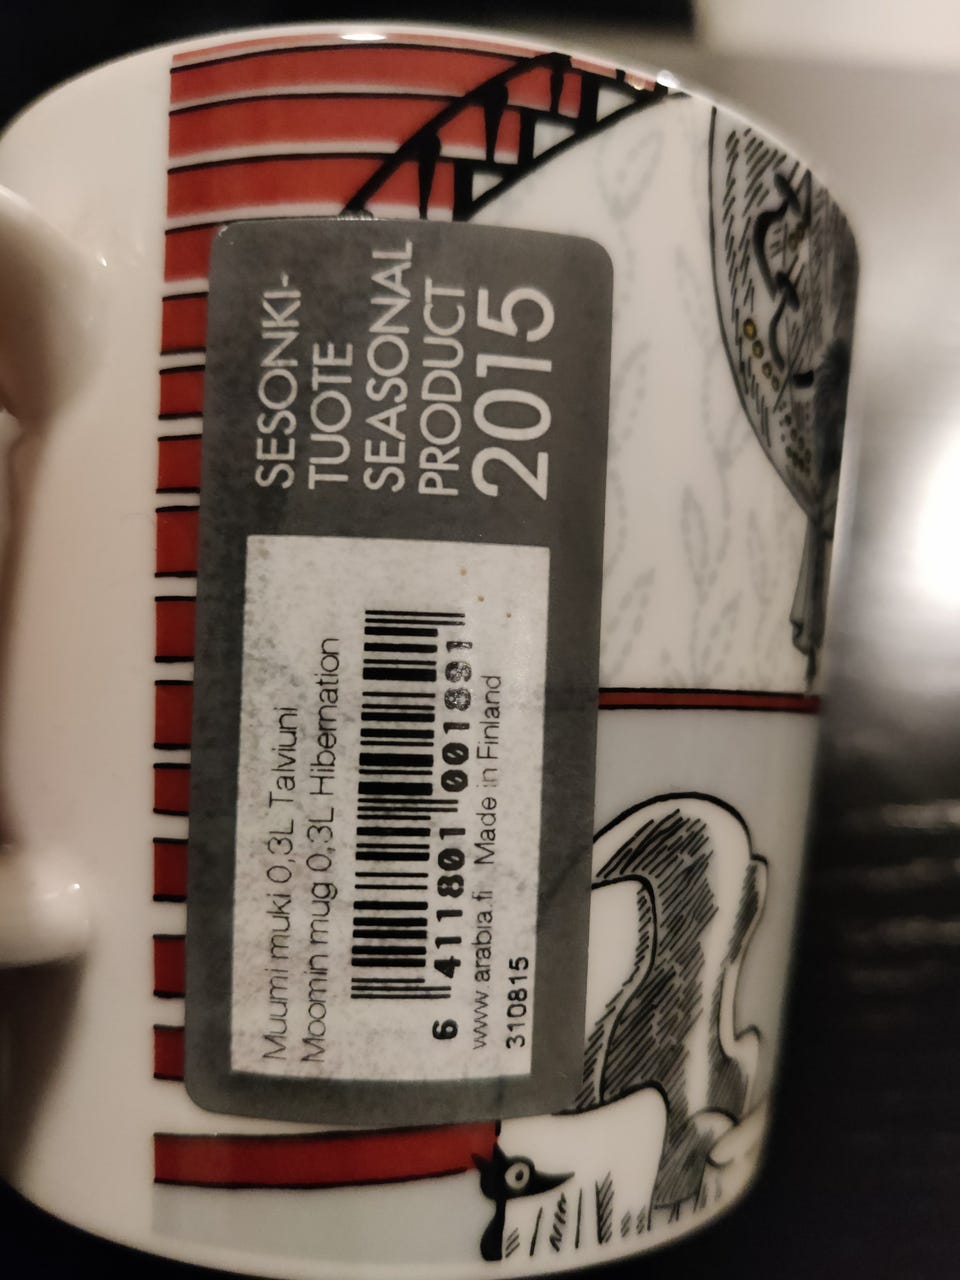 SESONKI-
TUOTE
SEASONAL
PRODUCT
2015
Muumi muki 0,3L Talviuni
Moomin mug 0,3L Hibernation
6 411801 001891
www.arabia.fi Made in Finland
310815